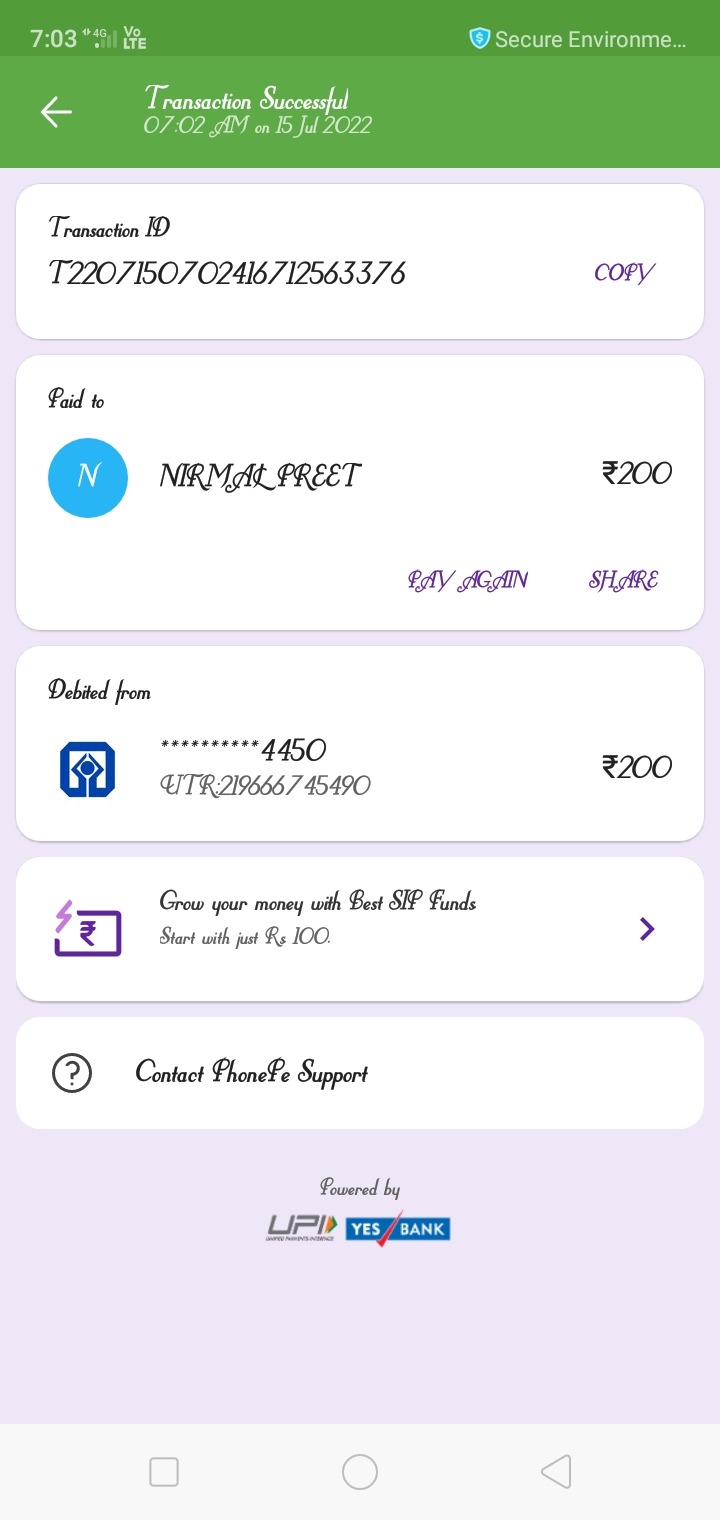 7:03 4G Vo LTE Secure Environme...
Transaction Successful
07:02 AM on 15 Jul 2022
Transaction ID
T2207150702416712563376 COPY
Paid to
N NIRMAL PREET ₹200
PAY AGAIN SHARE
Debited from
**********4450
UTR:219666745490 ₹200
Grow your money with Best SIP Funds
Start with just Rs 100.
Contact PhonePe Support
Powered by
UPI YES BANK
UNIFIED PAYMENTS INTERFACE